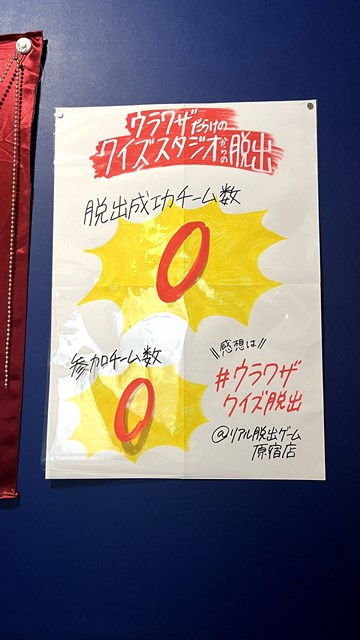 ウラワザだらけの
クイズスタジオからの脱出
脱出成功チーム数
0
参加チーム数
0
\\感想は//
#ウラワザ
クイズ脱出
@リアル脱出ゲーム
原宿店